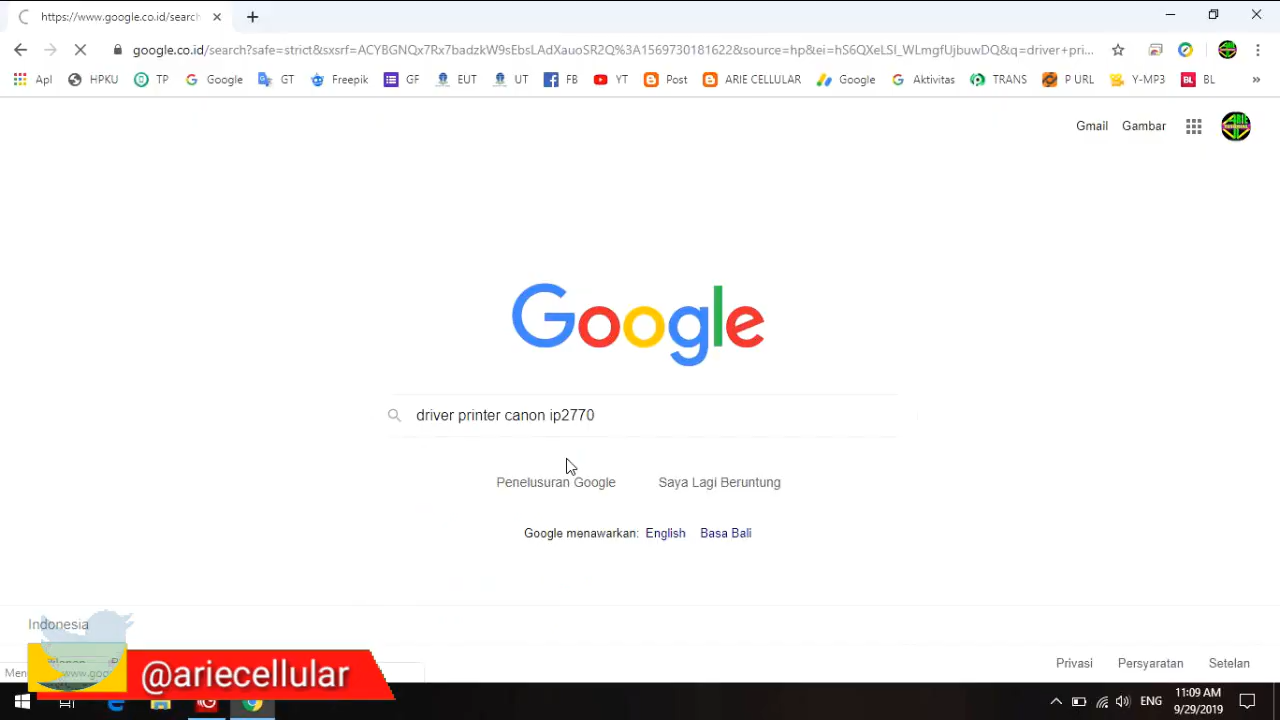 https://www.google.co.id/search
google.co.id/search?safe=strict&sxsrf=ACYBGNQx7Rx7badzkW9sEbsLAdXauoSR2Q%3A1569730181622&source=hp&ei=hS6QXeLSJ_WLmgfUjbuwDQ&q=driver+pri...
Apl HPKU TP Google GT Freepik GF EUT UT FB YT Post ARIE CELLULAR Google Aktivitas TRANS P URL Y-MP3 BL BL »
Gmail Gambar
Google
driver printer canon ip2770
Penelusuran Google Saya Lagi Beruntung
Google menawarkan: English Basa Bali
Indonesia
Privasi Persyaratan Setelan
@ariecellular
ENG
11:09 AM
9/29/2019